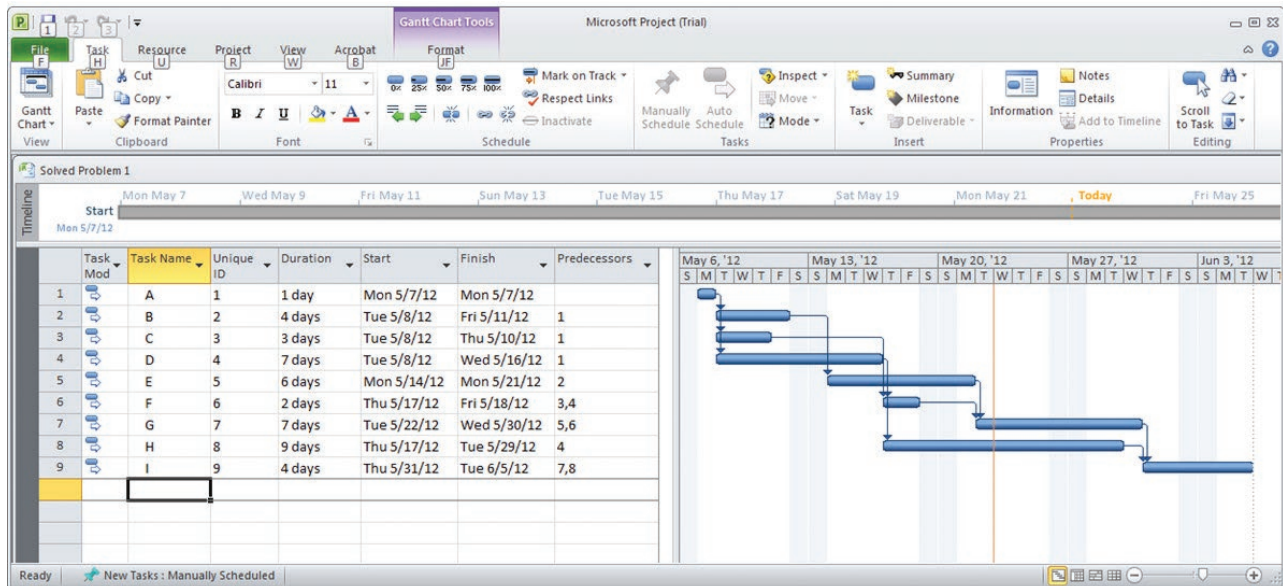 P 1 2 3 Gantt Chart Tools Microsoft Project (Trial)
File Task Resource Project View Acrobat Format
F H U R W B JF
Gantt Chart
View
Paste
Cut
Copy
Format Painter
Clipboard
Calibri 11
B I U A
Font
0% 25% 50% 75% 100%
Mark on Track
Respect Links
Inactivate
Schedule
Manually Schedule
Auto Schedule
Inspect
Move
Mode
Tasks
Task
Summary
Milestone
Deliverable
Insert
Information
Notes
Details
Add to Timeline
Properties
Scroll to Task
Editing
Solved Problem 1
Timeline
Mon May 7 Wed May 9 Fri May 11 Sun May 13 Tue May 15 Thu May 17 Sat May 19 Mon May 21 Today Fri May 25
Start
Mon 5/7/12
Task Mod Task Name Unique ID Duration Start Finish Predecessors
1 A 1 1 day Mon 5/7/12 Mon 5/7/12
2 B 2 4 days Tue 5/8/12 Fri 5/11/12 1
3 C 3 3 days Tue 5/8/12 Thu 5/10/12 1
4 D 4 7 days Tue 5/8/12 Wed 5/16/12 1
5 E 5 6 days Mon 5/14/12 Mon 5/21/12 2
6 F 6 2 days Thu 5/17/12 Fri 5/18/12 3,4
7 G 7 7 days Tue 5/22/12 Wed 5/30/12 5,6
8 H 8 9 days Thu 5/17/12 Tue 5/29/12 4
9 I 9 4 days Thu 5/31/12 Tue 6/5/12 7,8
May 6, '12 May 13, '12 May 20, '12 May 27, '12 Jun 3, '12
S M T W T F S S M T W T F S S M T W T F S S M T W T F S S M T W T
Ready New Tasks : Manually Scheduled